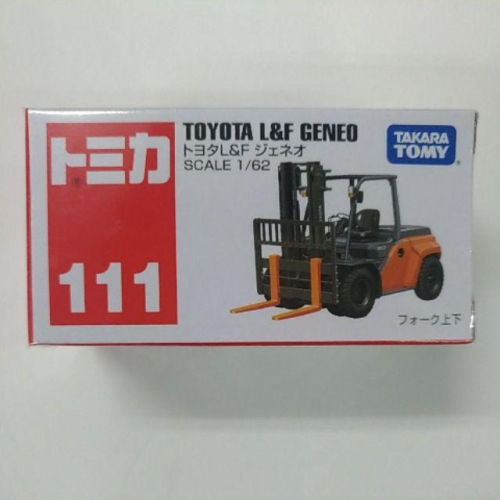 トミカ
111
TOYOTA L&F GENEO
トヨタL&F ジェネオ
SCALE 1/62
TAKARA
TOMY
フォーク上下